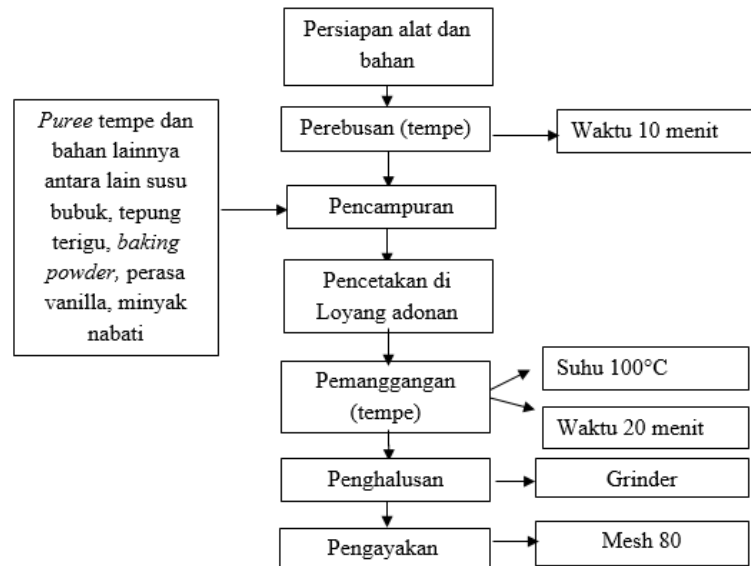 Persiapan alat dan
bahan
Puree tempe dan
bahan lainnya
antara lain susu
bubuk, tepung
terigu, baking
powder, perasa
vanilla, minyak
nabati
Perebusan (tempe)
Waktu 10 menit
Pencampuran
Pencetakan di
Loyang adonan
Pemanggangan
(tempe)
Suhu 100°C
Waktu 20 menit
Penghalusan
Grinder
Pengayakan
Mesh 80